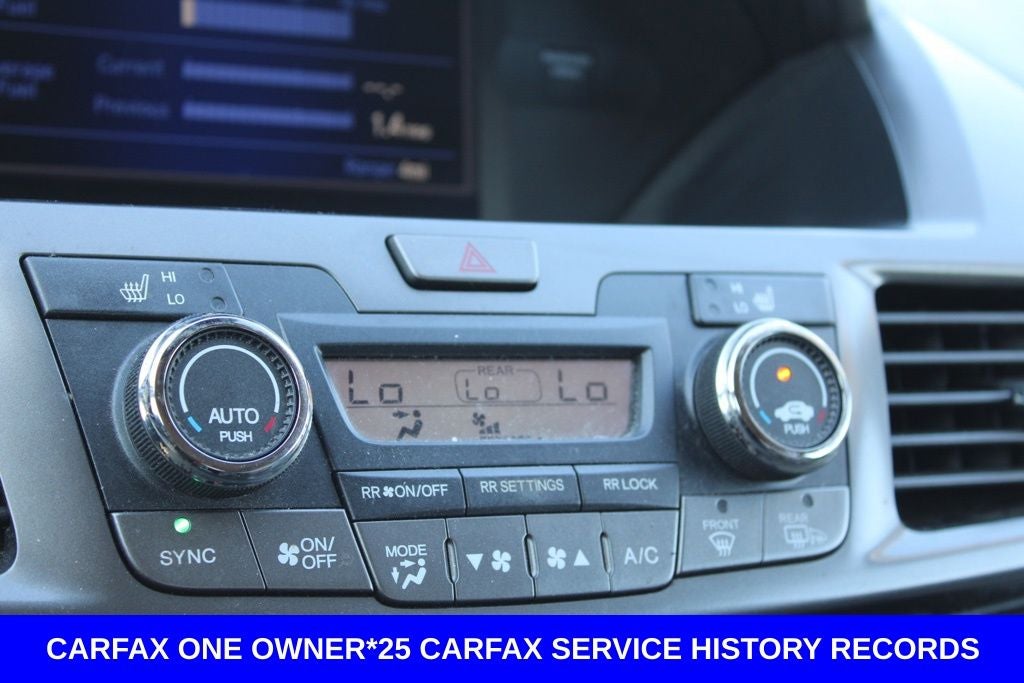 Fuel
Current
Previous
HI
LO
HI
LO
REAR
Lo Lo Lo
AUTO
PUSH
PUSH
RR ON/OFF
RR SETTINGS
RR LOCK
SYNC
ON/
OFF
MODE
A/C
FRONT
REAR
CARFAX ONE OWNER*25 CARFAX SERVICE HISTORY RECORDS